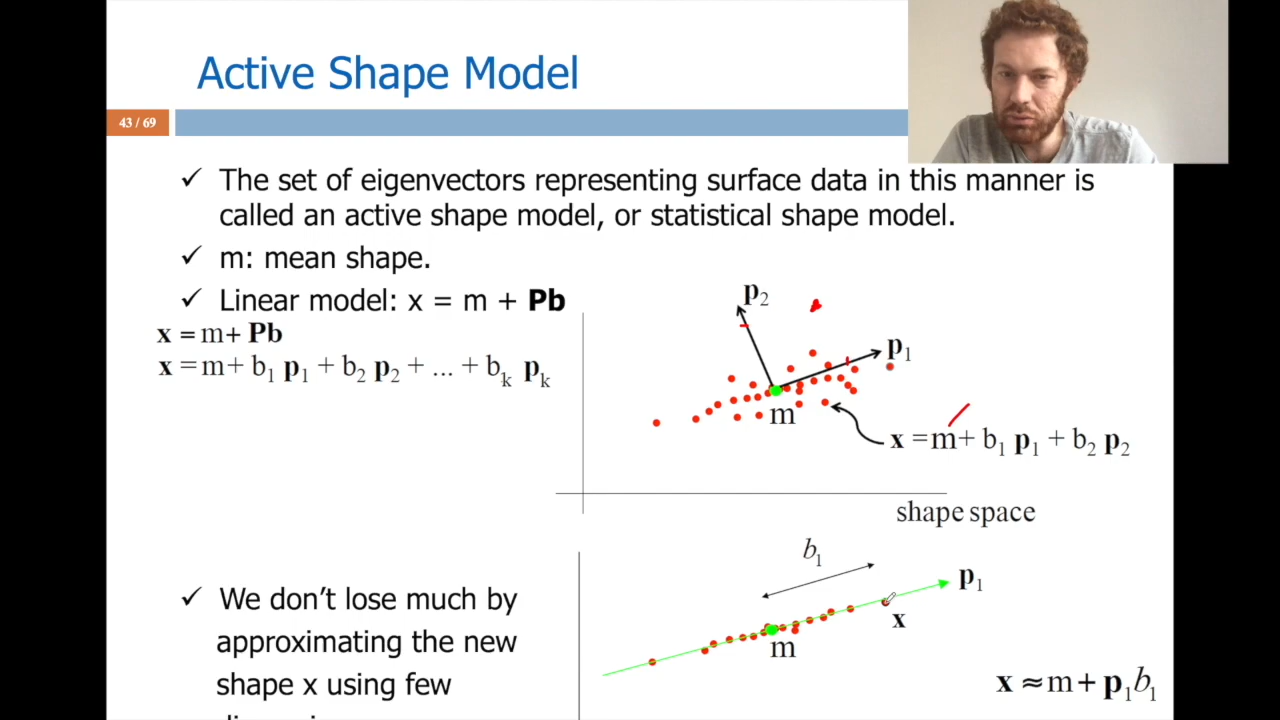 Active Shape Model
43 / 69
✓ The set of eigenvectors representing surface data in this manner is
called an active shape model, or statistical shape model.
✓ m: mean shape.
✓ Linear model: x = m + Pb
x = m+ Pb
x = m+ b1 p1 + b2 p2 + ... + bk pk
p2
p1
m
x = m+ b1 p1 + b2 p2
shape space
✓ We don't lose much by
approximating the new
shape x using few
b1
p1
x
m
x ≈ m + p1b1